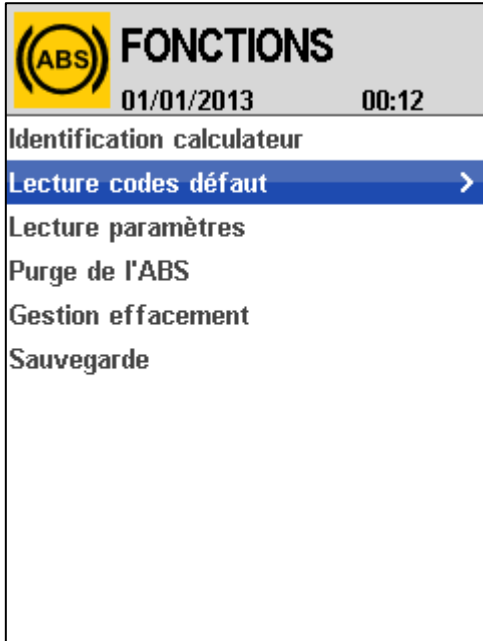 ABS
FONCTIONS
01/01/2013 00:12
Identification calculateur
Lecture codes défaut
Lecture paramètres
Purge de l'ABS
Gestion effacement
Sauvegarde